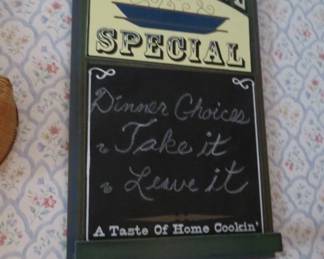 SPECIAL
Dinner Choices
~ Take it
~ Leave it
A Taste Of Home Cookin'